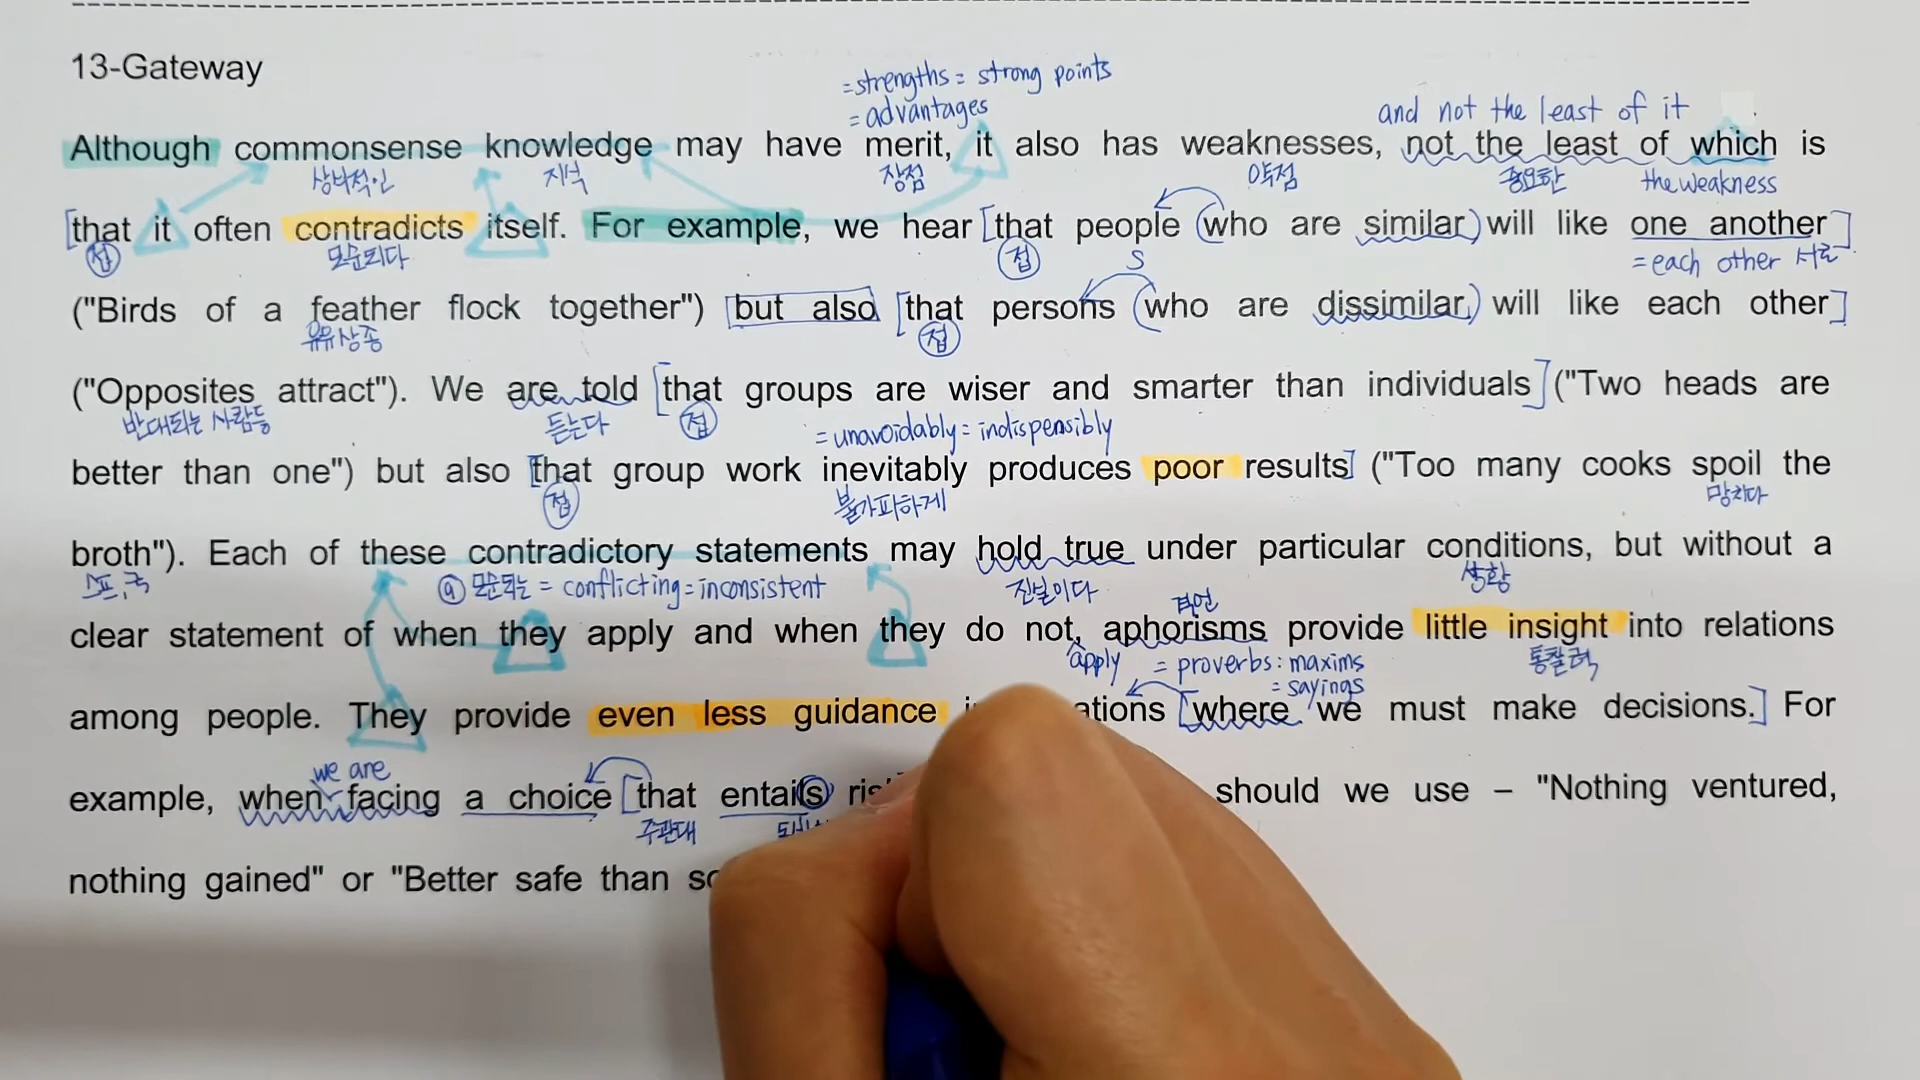 13-Gateway
=strengths= strong points
= advantages
and not the least of it
Although commonsense knowledge may have merit, it also has weaknesses, not the least of which is
상식적인 지식 장점 약점 중요한 the weakness
[that it often contradicts itself. For example, we hear [that people (who are similar) will like one another]
접 모순되다 접 S = each other 서로
("Birds of a feather flock together") but also [that persons (who are dissimilar) will like each other]
유유상종 접
("Opposites attract"). We are told [that groups are wiser and smarter than individuals] ("Two heads are
반대되는 사람들 듣는다 접 = unavoidably = indispensibly
better than one") but also [that group work inevitably produces poor results] ("Too many cooks spoil the
접 불가피하게 망치다
broth"). Each of these contradictory statements may hold true under particular conditions, but without a
스프, 국 ⓐ 모순되는 = conflicting = inconsistent 진실이다 격언 상황
clear statement of when they apply and when they do not, aphorisms provide little insight into relations
apply = proverbs = maxims 통찰력
= sayings
among people. They provide even less guidance [where we must make decisions.] For
we are
example, when facing a choice [that entails should we use – "Nothing ventured,
주관대
nothing gained" or "Better safe than